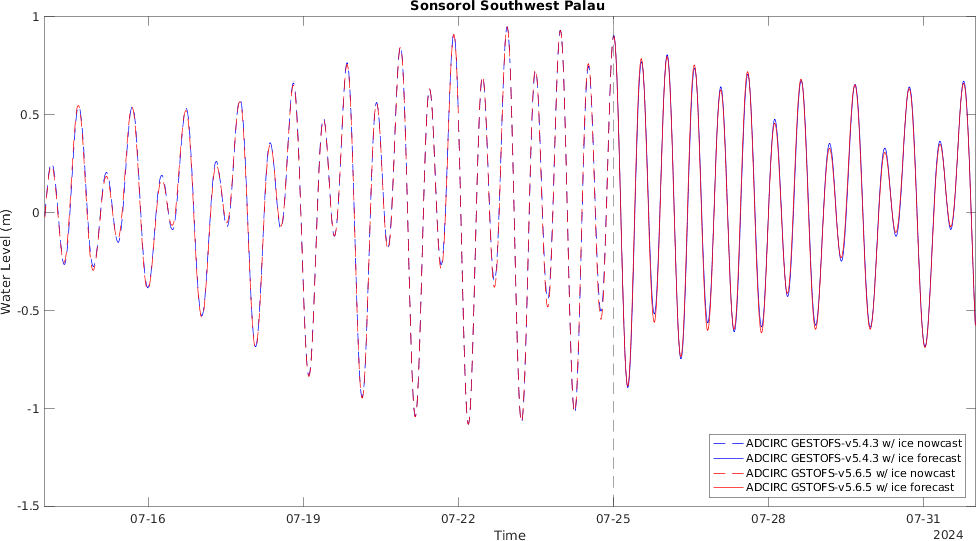 Sonsorol Southwest Palau
1
0.5
0
-0.5
-1
-1.5
Water Level (m)
07-16
07-19
07-22
07-25
07-28
07-31
Time
2024
ADCIRC GESTOFS-v5.4.3 w/ ice nowcast
ADCIRC GESTOFS-v5.4.3 w/ ice forecast
ADCIRC GSTOFS-v5.6.5 w/ ice nowcast
ADCIRC GSTOFS-v5.6.5 w/ ice forecast